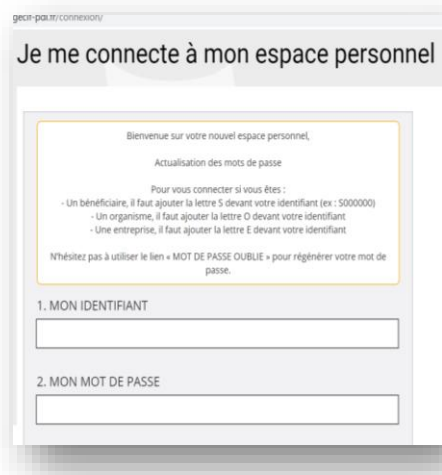 Je me connecte à mon espace personnel
Bienvenue sur votre nouvel espace personnel,
Actualisation des mots de passe
Pour vous connecter si vous êtes :
- Un bénéficiaire, il faut ajouter la lettre S devant votre identifiant (ex : S000000)
- Un organisme, il faut ajouter la lettre O devant votre identifiant
- Une entreprise, il faut ajouter la lettre E devant votre identifiant
N'hésitez pas à utiliser le lien « MOT DE PASSE OUBLIE » pour régénérer votre mot de
passe.
1. MON IDENTIFIANT
2. MON MOT DE PASSE